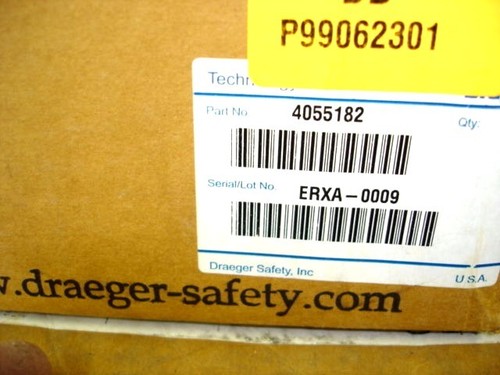 P99062301
Part No. 4055182 Qty:
Serial/Lot No. ERXA-0009
Draeger Safety, Inc U.S.A.
.draeger-safety.com